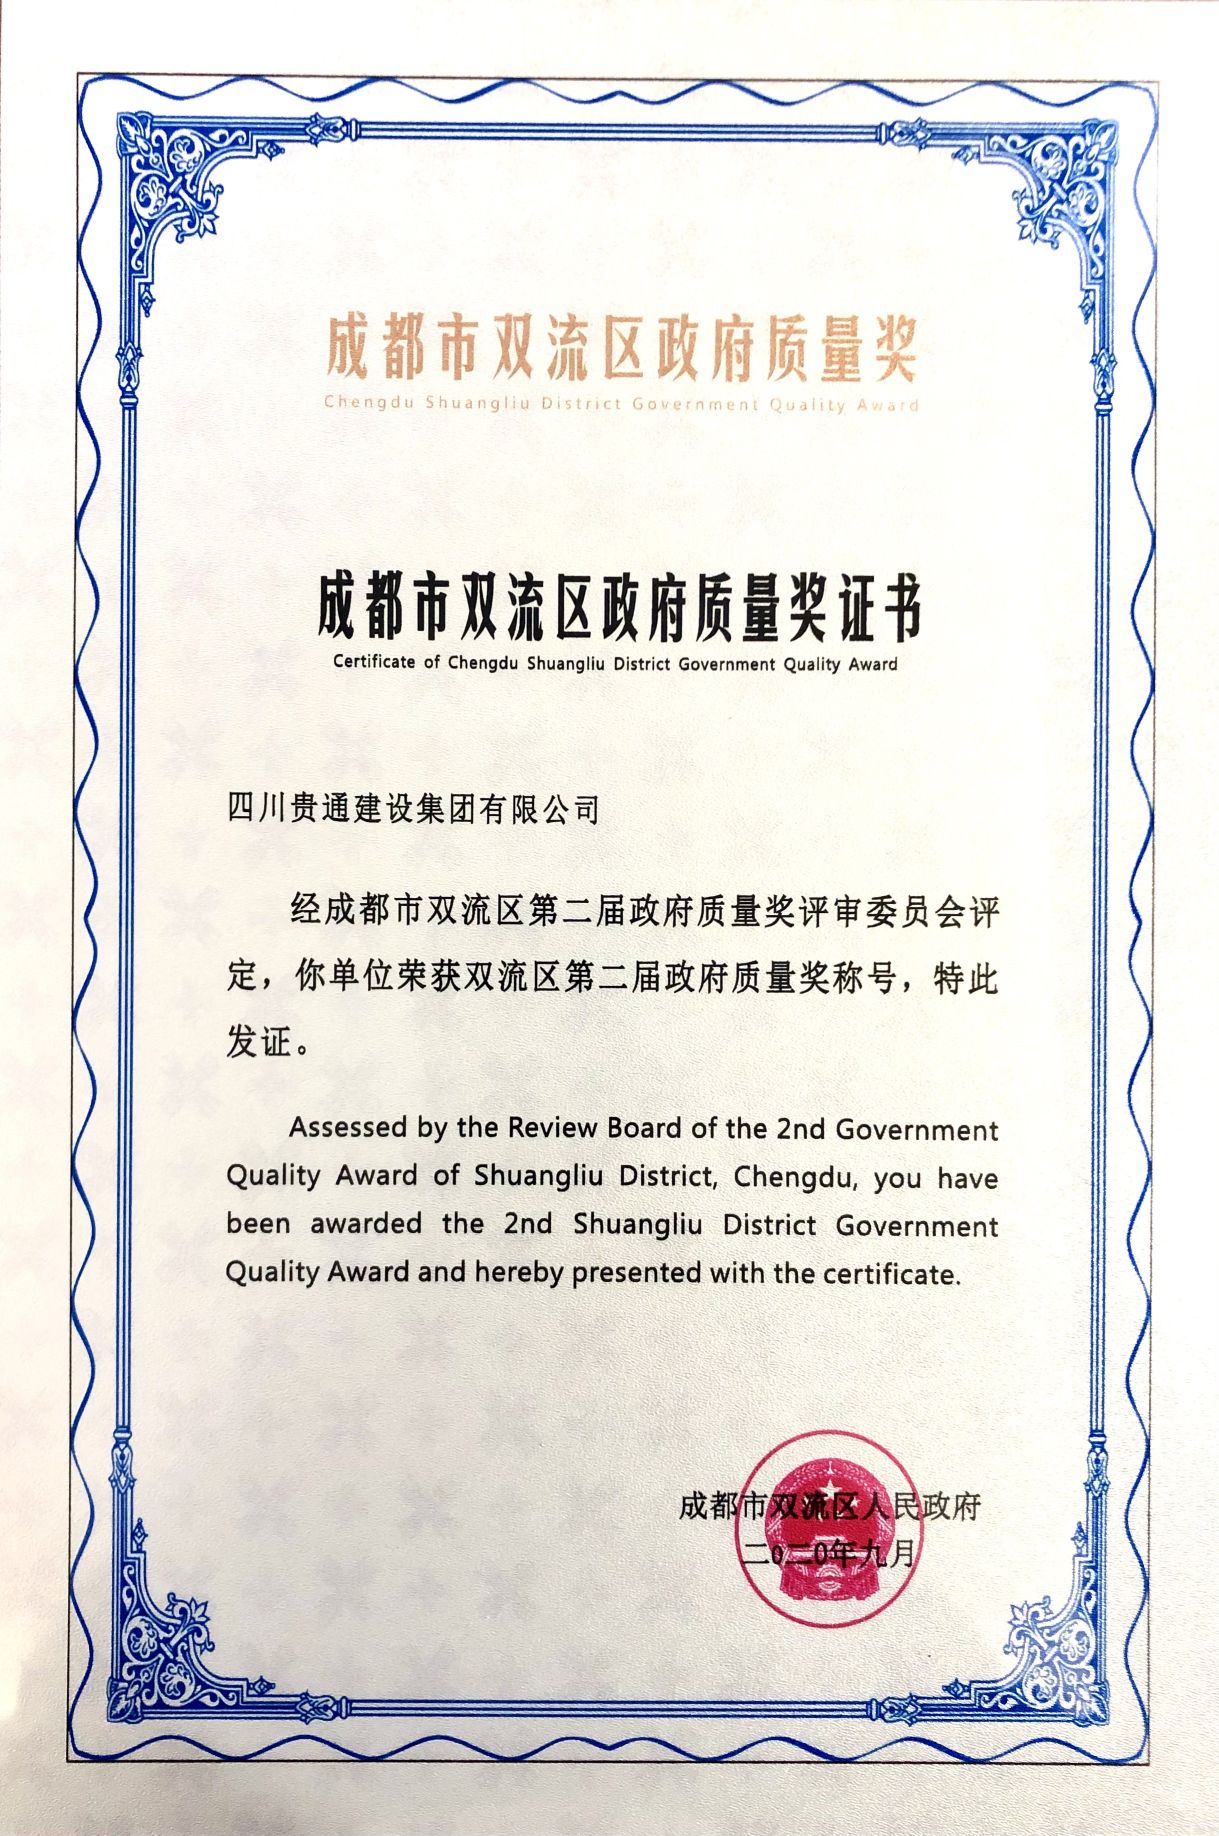 成都市双流区政府质量奖
Chengdu Shuangliu District Government Quality Award
成都市双流区政府质量奖证书
Certificate of Chengdu Shuangliu District Government Quality Award
四川贵通建设集团有限公司
经成都市双流区第二届政府质量奖评审委员会评
定，你单位荣获双流区第二届政府质量奖称号，特此
发证。
Assessed by the Review Board of the 2nd Government
Quality Award of Shuangliu District, Chengdu, you have
been awarded the 2nd Shuangliu District Government
Quality Award and hereby presented with the certificate.
成都市双流区人民政府
二0二0年九月